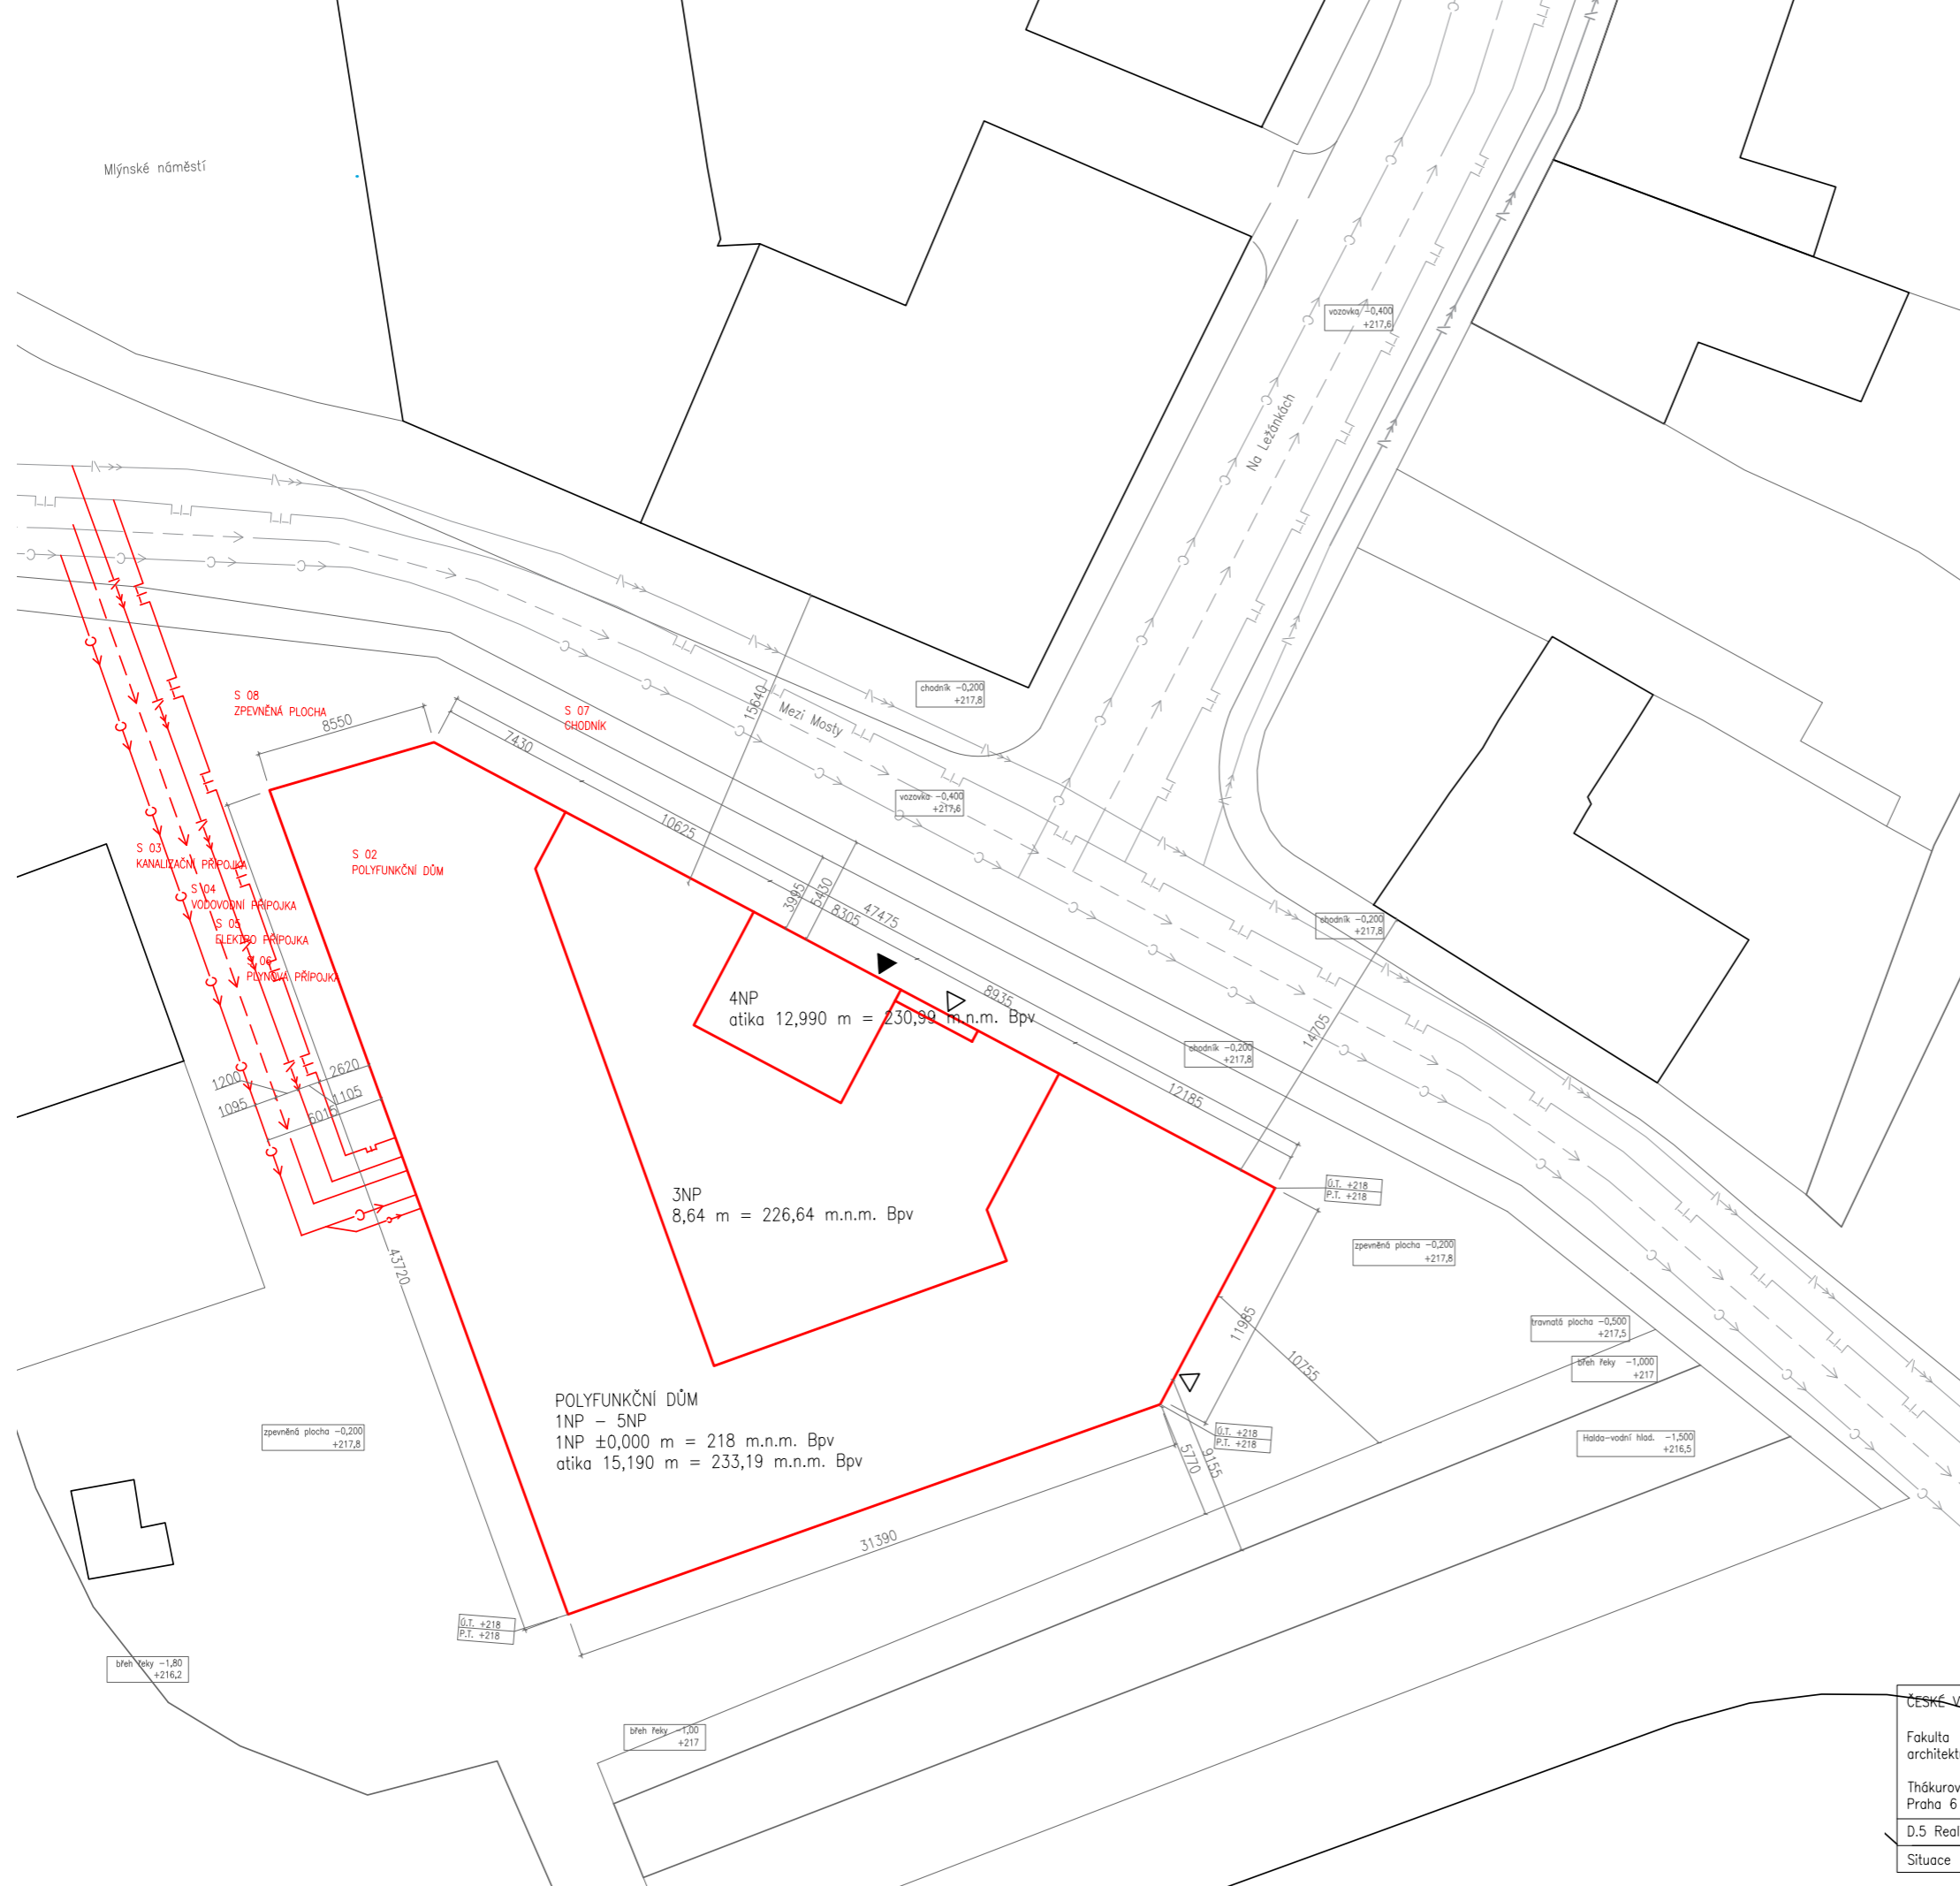 Mlýnské náměstí
vozovka -0,400
+217,6
Na Ležánkách
chodník -0,200
+217,8
S 08
ZPEVNĚNÁ PLOCHA
8550
S 07
CHODNÍK
15640
Mezi Mosty
7430
vozovka -0,400
+217,6
10625
S 03
KANALIZAČNÍ PŘÍPOJKA
S 02
POLYFUNKČNÍ DŮM
S 04
VODOVODNÍ PŘÍPOJKA
S 05
ELEKTRO PŘÍPOJKA
S 06
PLYNOVÁ PŘÍPOJKA
3995
5430
8305
47475
chodník -0,200
+217,8
8935
4NP
atika 12,990 m = 230,99 m.n.m. Bpv
14705
chodník -0,200
+217,8
12185
1200
2620
1095
1105
6015
Ú.T. +218
P.T. +218
3NP
8,64 m = 226,64 m.n.m. Bpv
43720
zpevněná plocha -0,200
+217,8
11985
10755
travnatá plocha -0,500
+217,5
břeh řeky -1,000
+217
POLYFUNKČNÍ DŮM
1NP - 5NP
1NP ±0,000 m = 218 m.n.m. Bpv
atika 15,190 m = 233,19 m.n.m. Bpv
zpevněná plocha -0,200
+217,8
Ú.T. +218
P.T. +218
5770
9155
Halda-vodní hlad. -1,500
+216,5
31390
Ú.T. +218
P.T. +218
břeh řeky -1,80
+216,2
břeh řeky -1,00
+217
ČESKÉ V
Fakulta
architekt
Thákurov
Praha 6
D.5 Real
Situace